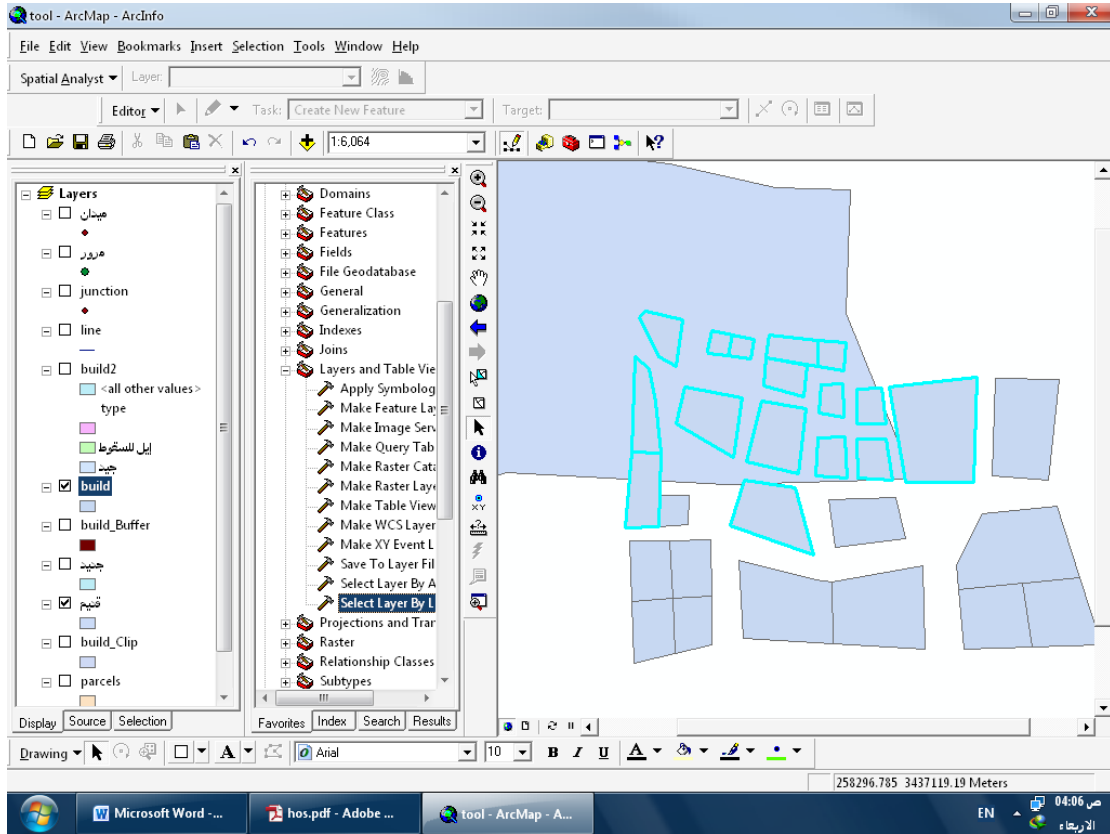 tool - ArcMap - ArcInfo
File Edit View Bookmarks Insert Selection Tools Window Help
Spatial Analyst Layer:
Editor Task: Create New Feature Target:
1:6,064
Layers
ميدان
مرور
junction
line
build2
<all other values>
type
إيل للسقوط
جيد
build
build_Buffer
جنيد
قنيم
build_Clip
parcels
Display Source Selection
Domains
Feature Class
Features
Fields
File Geodatabase
General
Generalization
Indexes
Joins
Layers and Table Vie
Apply Symbolog
Make Feature Lay
Make Image Serv
Make Query Tab
Make Raster Cata
Make Raster Laye
Make Table View
Make WCS Layer
Make XY Event L
Save To Layer Fil
Select Layer By A
Select Layer By L
Projections and Tran
Raster
Relationship Classes
Subtypes
Favorites Index Search Results
Drawing A Arial 10 B I U A
258296.785 3437119.19 Meters
Microsoft Word -... hos.pdf - Adobe ... tool - ArcMap - A... EN
04:06 ص
الاربعاء